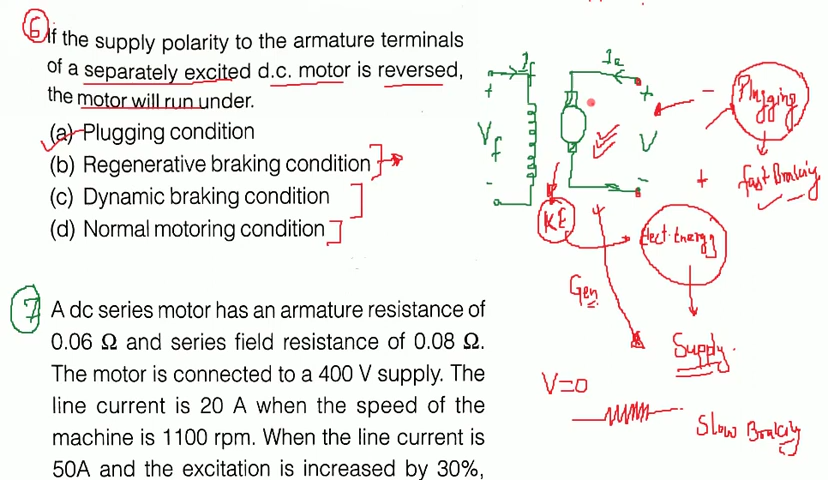 6
If the supply polarity to the armature terminals
of a separately excited d.c. motor is reversed,
the motor will run under.
(a) Plugging condition
(b) Regenerative braking condition
(c) Dynamic braking condition
(d) Normal motoring condition
If
Ia
+
Vf
-
+
V
-
-
+
Plugging
fast Braking
KE
Elect. Energy
Gen
Supply.
V=0
Slow Braking
7
A dc series motor has an armature resistance of
0.06 Ω and series field resistance of 0.08 Ω.
The motor is connected to a 400 V supply. The
line current is 20 A when the speed of the
machine is 1100 rpm. When the line current is
50A and the excitation is increased by 30%,